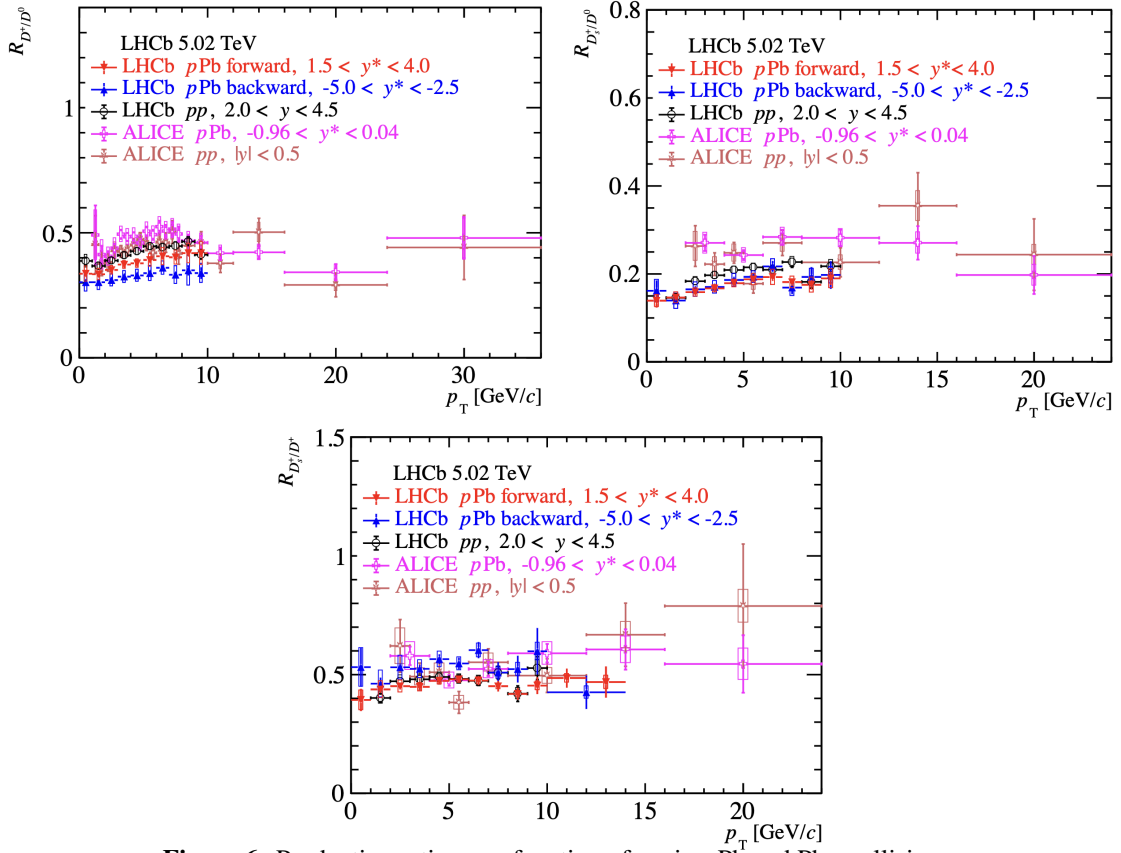 R_{D⁺/D⁰}
LHCb 5.02 TeV
LHCb pPb forward, 1.5 < y* < 4.0
LHCb pPb backward, -5.0 < y* < -2.5
LHCb pp, 2.0 < y < 4.5
ALICE pPb, -0.96 < y* < 0.04
ALICE pp, |y| < 0.5
1
0.5
0
0 10 20 30
p_T [GeV/c]
R_{D_s⁺/D⁰}
0.8
LHCb 5.02 TeV
LHCb pPb forward, 1.5 < y* < 4.0
LHCb pPb backward, -5.0 < y* < -2.5
LHCb pp, 2.0 < y < 4.5
ALICE pPb, -0.96 < y* < 0.04
ALICE pp, |y| < 0.5
0.6
0.4
0.2
0
0 5 10 15 20
p_T [GeV/c]
R_{D_s⁺/D⁺}
1.5
LHCb 5.02 TeV
LHCb pPb forward, 1.5 < y* < 4.0
LHCb pPb backward, -5.0 < y* < -2.5
LHCb pp, 2.0 < y < 4.5
ALICE pPb, -0.96 < y* < 0.04
ALICE pp, |y| < 0.5
1
0.5
0
0 5 10 15 20
p_T [GeV/c]